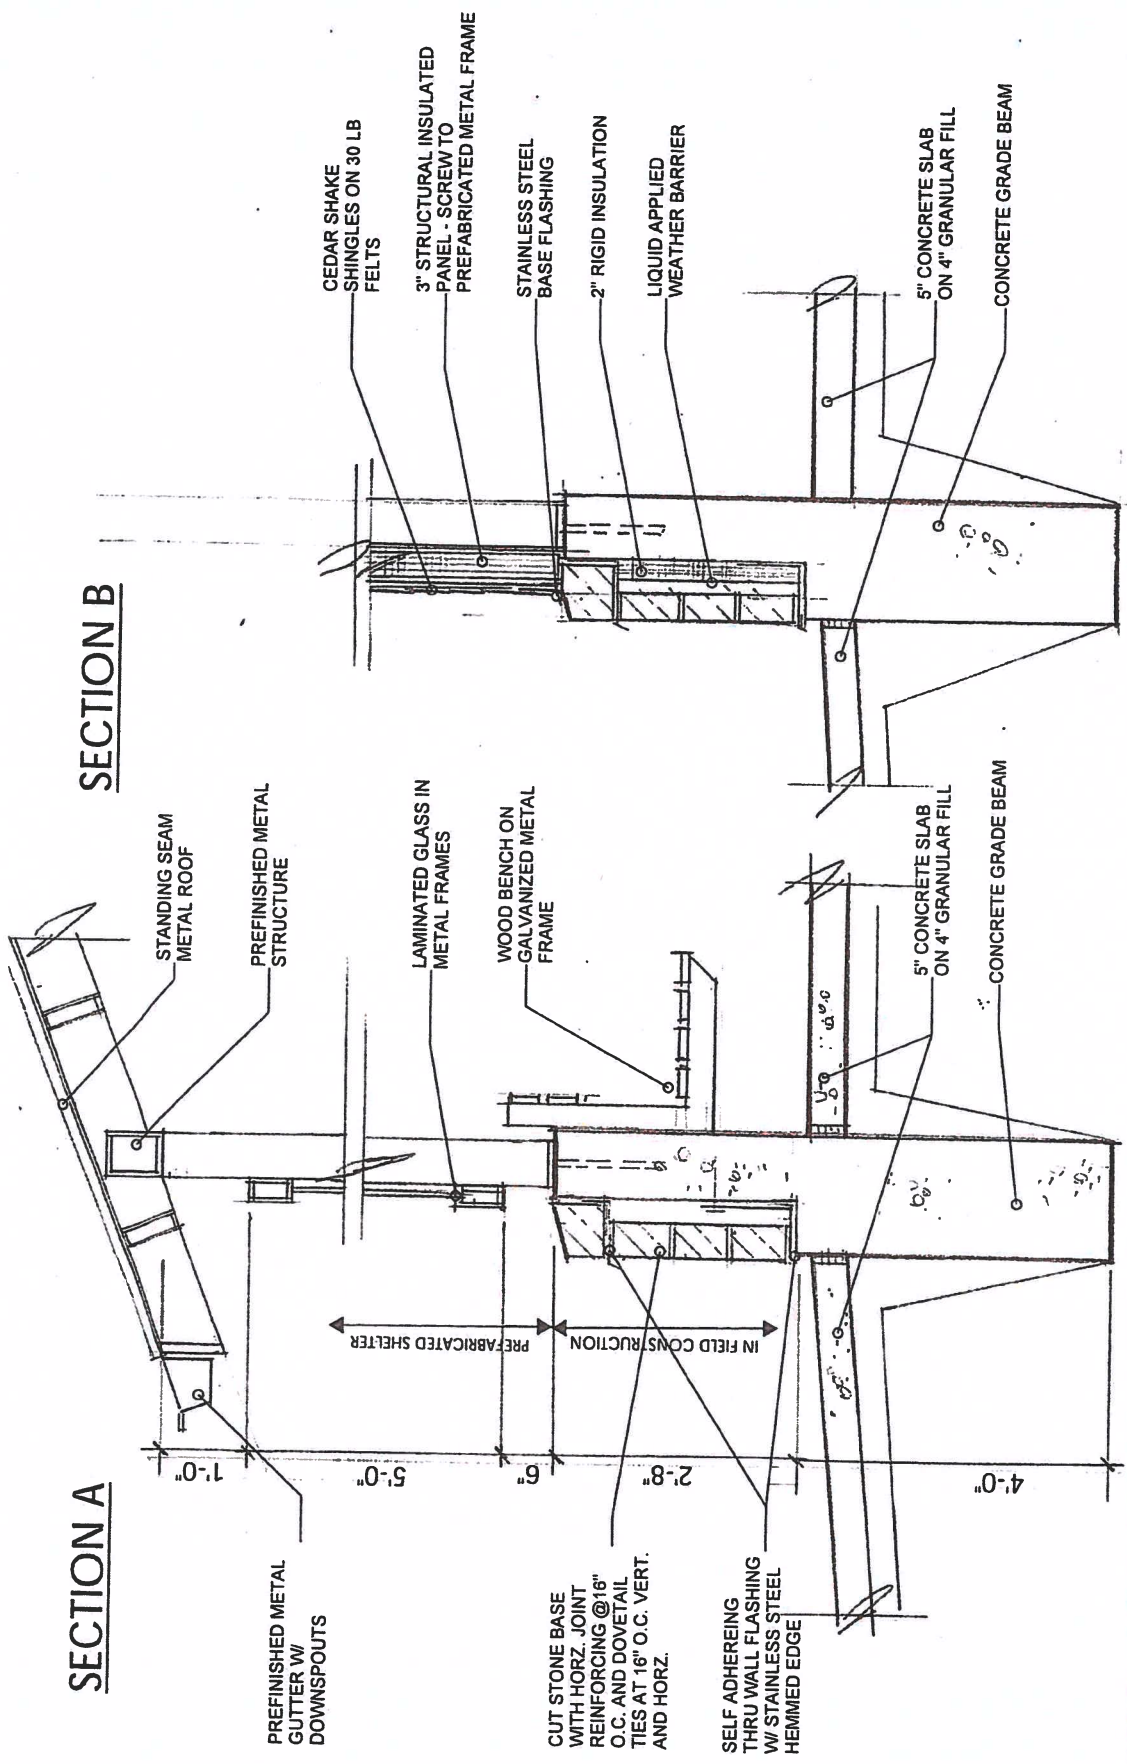 SECTION A
PREFINISHED METAL
GUTTER W/
DOWNSPOUTS
CUT STONE BASE
WITH HORZ. JOINT
REINFORCING @16"
O.C. AND DOVETAIL
TIES AT 16" O.C. VERT.
AND HORZ.
SELF ADHEREING
THRU WALL FLASHING
W/ STAINLESS STEEL
HEMMED EDGE
1'-0"
5'-0"
6"
2'-8"
4'-0"
PREFABRICATED SHELTER
IN FIELD CONSTRUCTION
STANDING SEAM
METAL ROOF
PREFINISHED METAL
STRUCTURE
LAMINATED GLASS IN
METAL FRAMES
WOOD BENCH ON
GALVANIZED METAL
FRAME
5" CONCRETE SLAB
ON 4" GRANULAR FILL
CONCRETE GRADE BEAM
SECTION B
CEDAR SHAKE
SHINGLES ON 30 LB
FELTS
3" STRUCTURAL INSULATED
PANEL - SCREW TO
PREFABRICATED METAL FRAME
STAINLESS STEEL
BASE FLASHING
2" RIGID INSULATION
LIQUID APPLIED
WEATHER BARRIER
5" CONCRETE SLAB
ON 4" GRANULAR FILL
CONCRETE GRADE BEAM